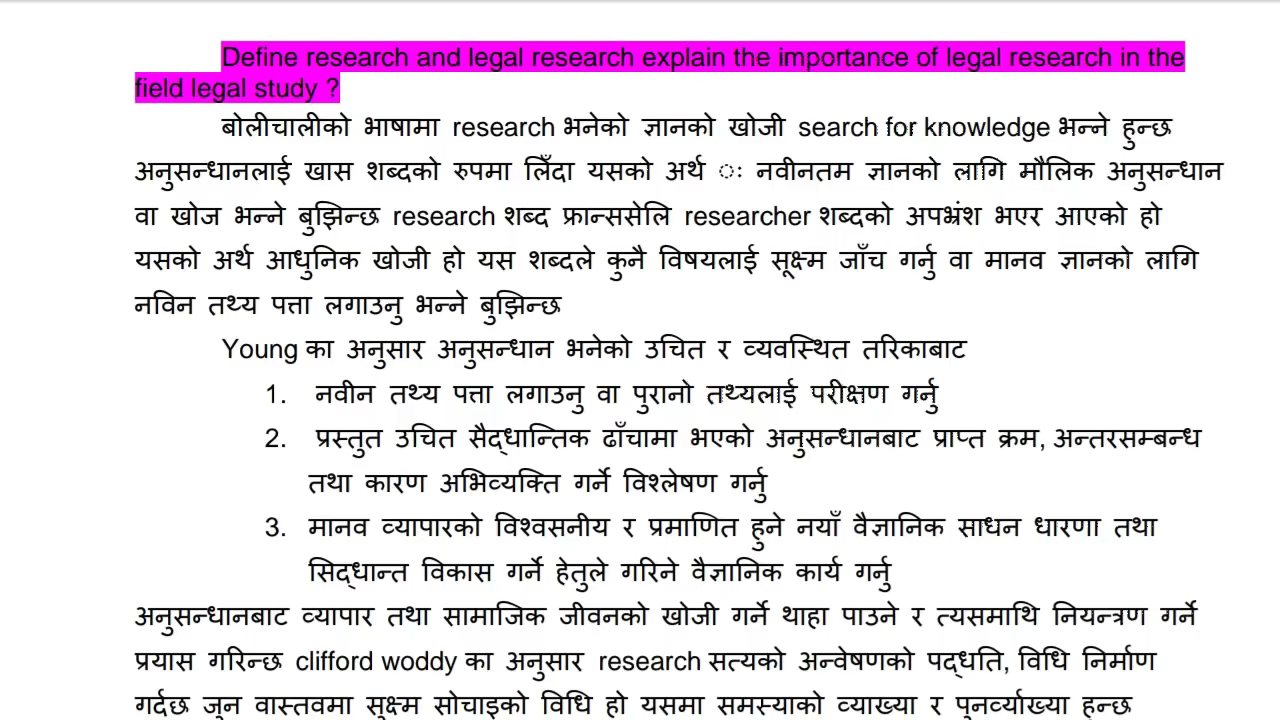 Define research and legal research explain the importance of legal research in the
field legal study ?
बोलीचालीको भाषामा research भनेको ज्ञानको खोजी search for knowledge भन्ने हुन्छ
अनुसन्धानलाई खास शब्दको रुपमा लिँदा यसको अर्थ ः नवीनतम ज्ञानको लागि मौलिक अनुसन्धान
वा खोज भन्ने बुझिन्छ research शब्द फ्रान्ससेलि researcher शब्दको अपभ्रंश भएर आएको हो
यसको अर्थ आधुनिक खोजी हो यस शब्दले कुनै विषयलाई सूक्ष्म जाँच गर्नु वा मानव ज्ञानको लागि
नविन तथ्य पत्ता लगाउनु भन्ने बुझिन्छ
Young का अनुसार अनुसन्धान भनेको उचित र व्यवस्थित तरिकाबाट
1. नवीन तथ्य पत्ता लगाउनु वा पुरानो तथ्यलाई परीक्षण गर्नु
2. प्रस्तुत उचित सैद्धान्तिक ढाँचामा भएको अनुसन्धानबाट प्राप्त क्रम, अन्तरसम्बन्ध
तथा कारण अभिव्यक्ति गर्ने विश्लेषण गर्नु
3. मानव व्यापारको विश्वसनीय र प्रमाणित हुने नयाँ वैज्ञानिक साधन धारणा तथा
सिद्धान्त विकास गर्ने हेतुले गरिने वैज्ञानिक कार्य गर्नु
अनुसन्धानबाट व्यापार तथा सामाजिक जीवनको खोजी गर्ने थाहा पाउने र त्यसमाथि नियन्त्रण गर्ने
प्रयास गरिन्छ clifford woddy का अनुसार research सत्यको अन्वेषणको पद्धति, विधि निर्माण
गर्दछ जुन वास्तवमा सूक्ष्म सोचाइको विधि हो यसमा समस्याको व्याख्या र पुनर्व्याख्या हुन्छ